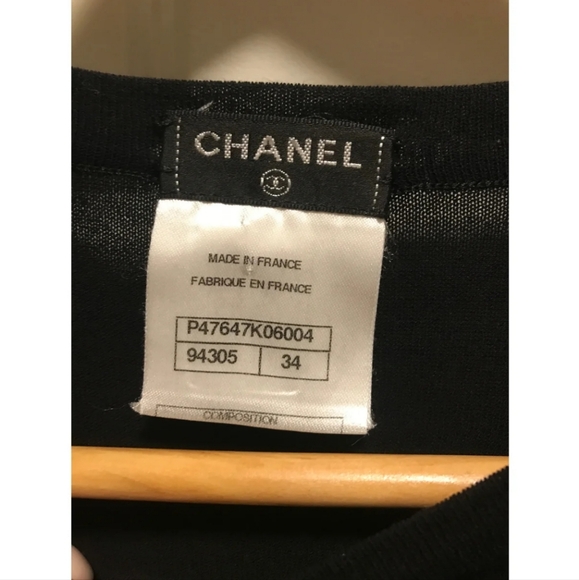 CHANEL
MADE IN FRANCE
FABRIQUE EN FRANCE
P47647K06004
94305 34
COMPOSITION